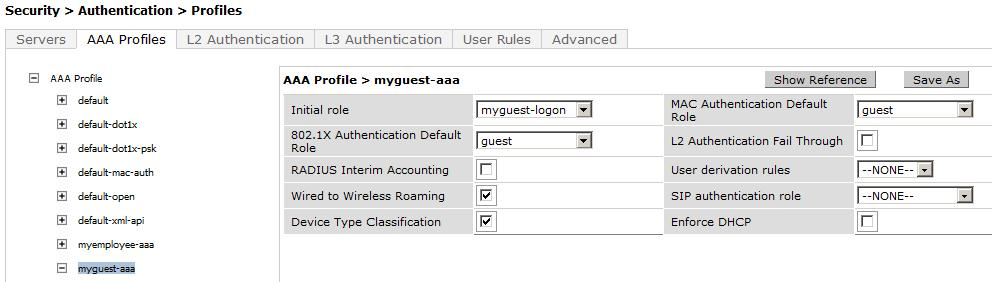 Security > Authentication > Profiles
Servers AAA Profiles L2 Authentication L3 Authentication User Rules Advanced
AAA Profile
default
default-dot1x
default-dot1x-psk
default-mac-auth
default-open
default-xml-api
myemployee-aaa
myguest-aaa
AAA Profile > myguest-aaa Show Reference Save As
Initial role myguest-logon MAC Authentication Default Role guest
802.1X Authentication Default Role guest L2 Authentication Fail Through
RADIUS Interim Accounting User derivation rules --NONE--
Wired to Wireless Roaming SIP authentication role --NONE--
Device Type Classification Enforce DHCP